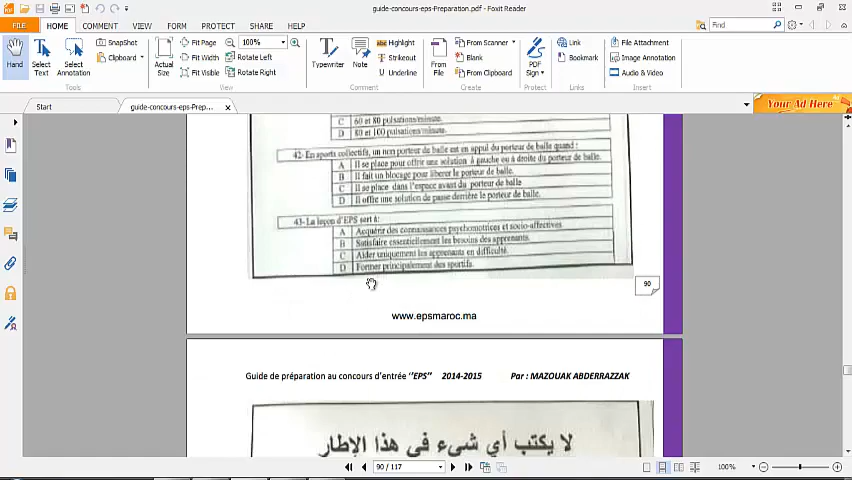 guide-concours-eps-Preparation.pdf - Foxit Reader
FILE HOME COMMENT VIEW FORM PROTECT SHARE HELP Find
Hand
Select Text
Select Annotation
SnapShot
Clipboard
Actual Size
Fit Page
Fit Width
Fit Visible
100%
Rotate Left
Rotate Right
Typewriter
Note
Highlight
Strikeout
Underline
From File
From Scanner
Blank
From Clipboard
PDF Sign
Link
Bookmark
File Attachment
Image Annotation
Audio & Video
Tools View Comment Create Protect Links Insert
Start guide-concours-eps-Prep... Your Ad Here
C 60 et 80 pulsations/minute.
D 80 et 100 pulsations/minute.
42- En sports collectifs, un non porteur de balle est en appui du porteur de balle quand :
A Il se place pour offrir une solution à gauche ou à droite du porteur de balle.
B Il fait un blocage pour libérer le porteur de balle.
C Il se place dans l'espace avant du porteur de balle
D Il offre une solution de passe derrière le porteur de balle.
43- La leçon d'EPS sert à:
A Acquérir des connaissances psychomotrices et socio-affectives.
B Satisfaire essentiellement les besoins des apprenants.
C Aider uniquement les apprenants en difficulté.
D Former principalement des sportifs.
90
www.epsmaroc.ma
Guide de préparation au concours d'entrée ''EPS'' 2014-2015 Par : MAZOUAK ABDERRAZZAK
لا يكتب أي شيء في هذا الإطار
90 / 117 100%